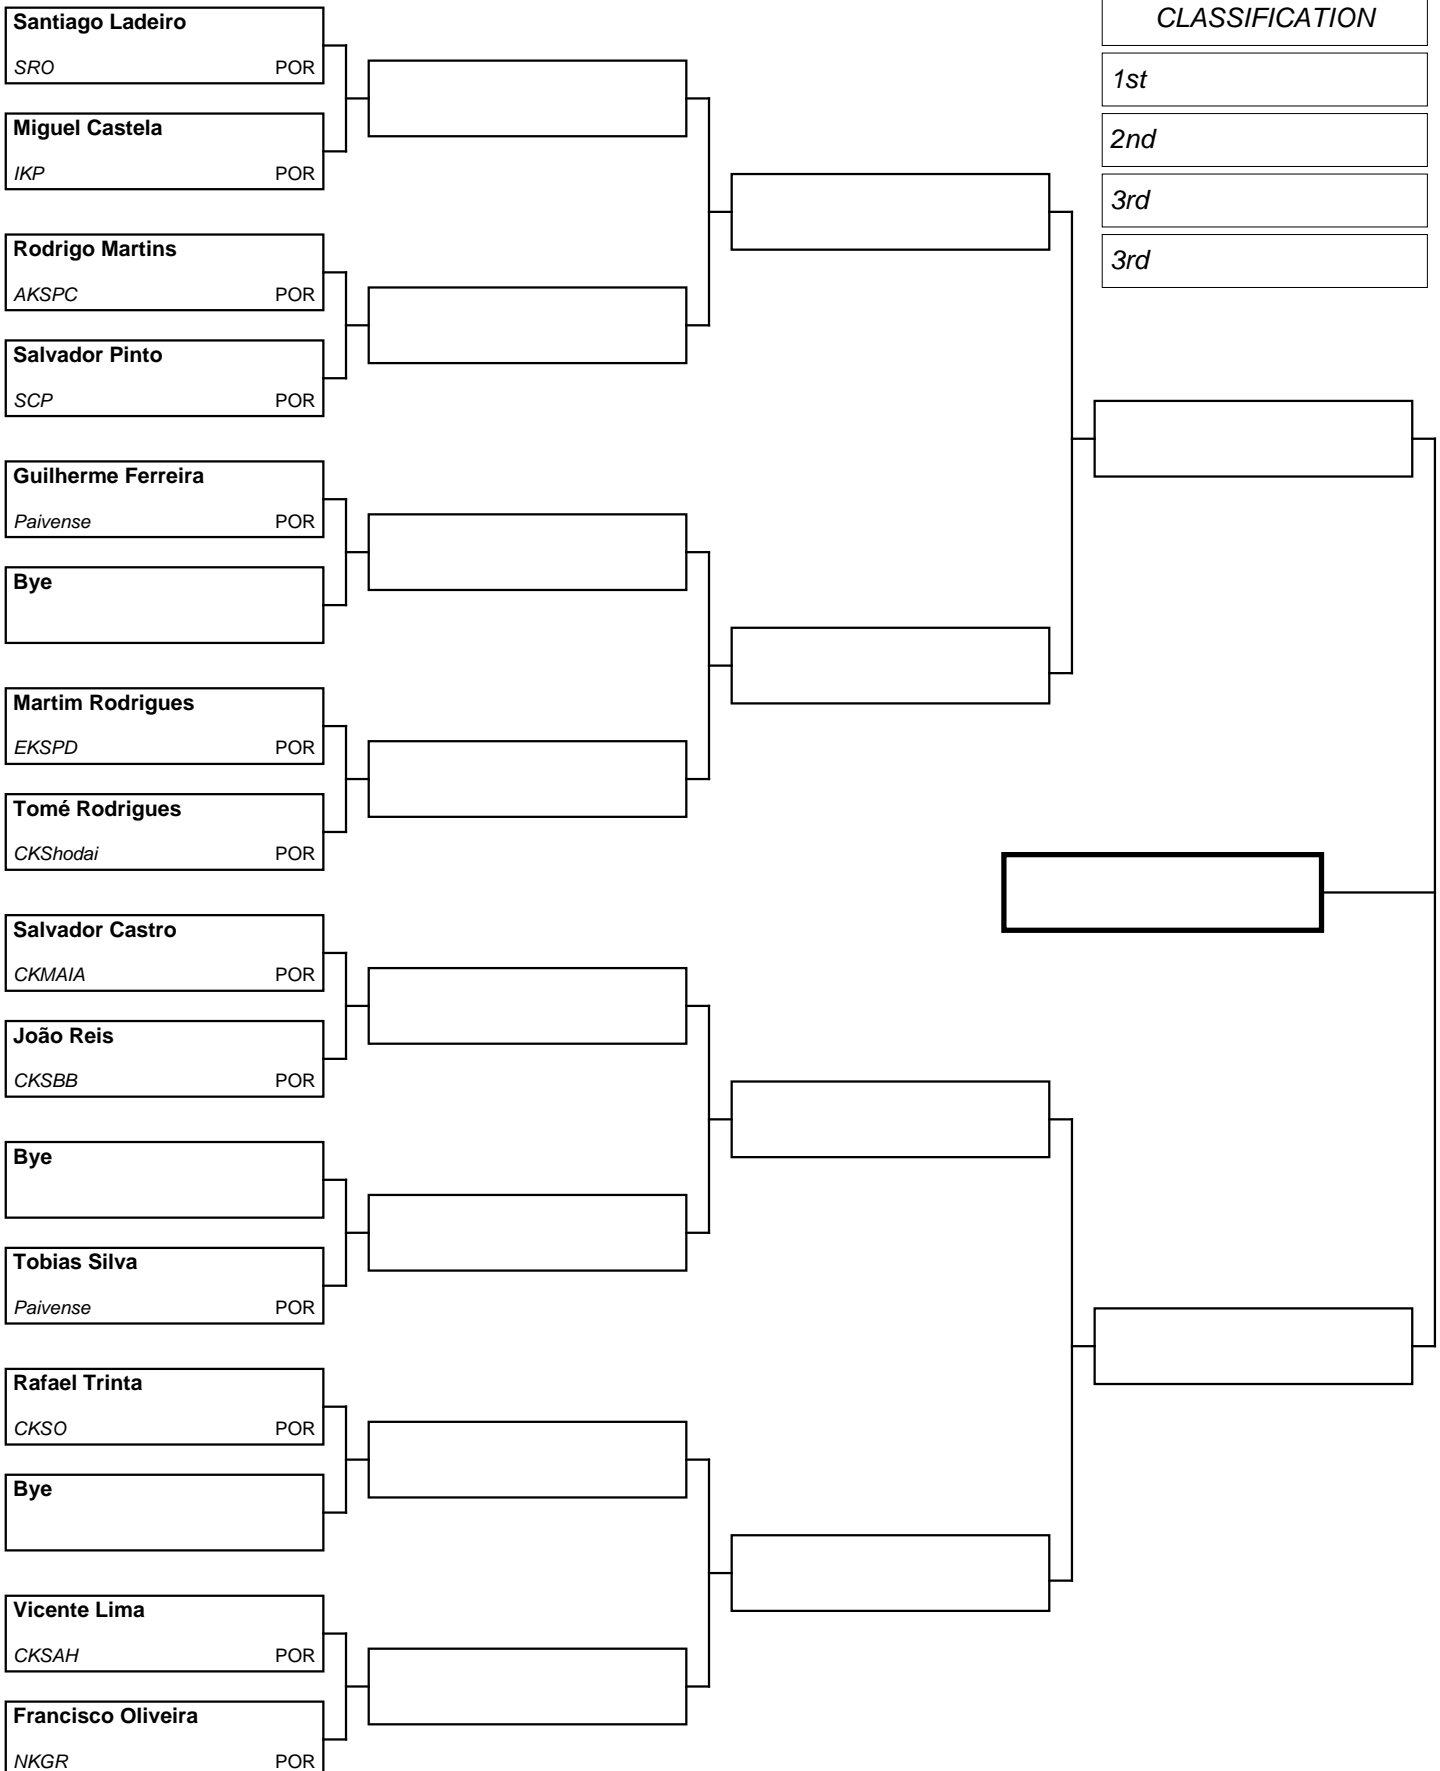 CLASSIFICATION
1st
2nd
3rd
3rd
Santiago Ladeiro
SRO POR
Miguel Castela
IKP POR
Rodrigo Martins
AKSPC POR
Salvador Pinto
SCP POR
Guilherme Ferreira
Paivense POR
Bye
Martim Rodrigues
EKSPD POR
Tomé Rodrigues
CKShodai POR
Salvador Castro
CKMAIA POR
João Reis
CKSBB POR
Bye
Tobias Silva
Paivense POR
Rafael Trinta
CKSO POR
Bye
Vicente Lima
CKSAH POR
Francisco Oliveira
NKGR POR